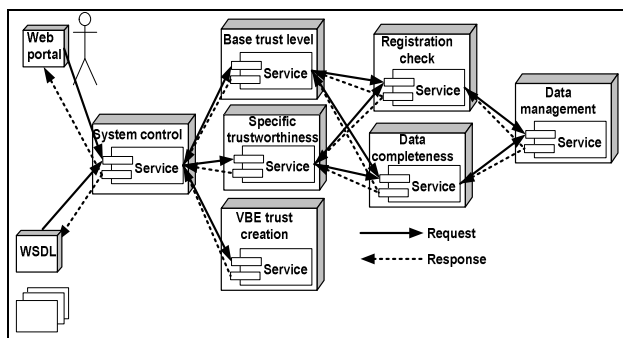 Web
portal
Base trust level
Service
Registration
check
Service
Data
management
Service
System control
Service
Specific
trustworthiness
Service
Data
completeness
Service
VBE trust
creation
Service
WSDL
Request
Response